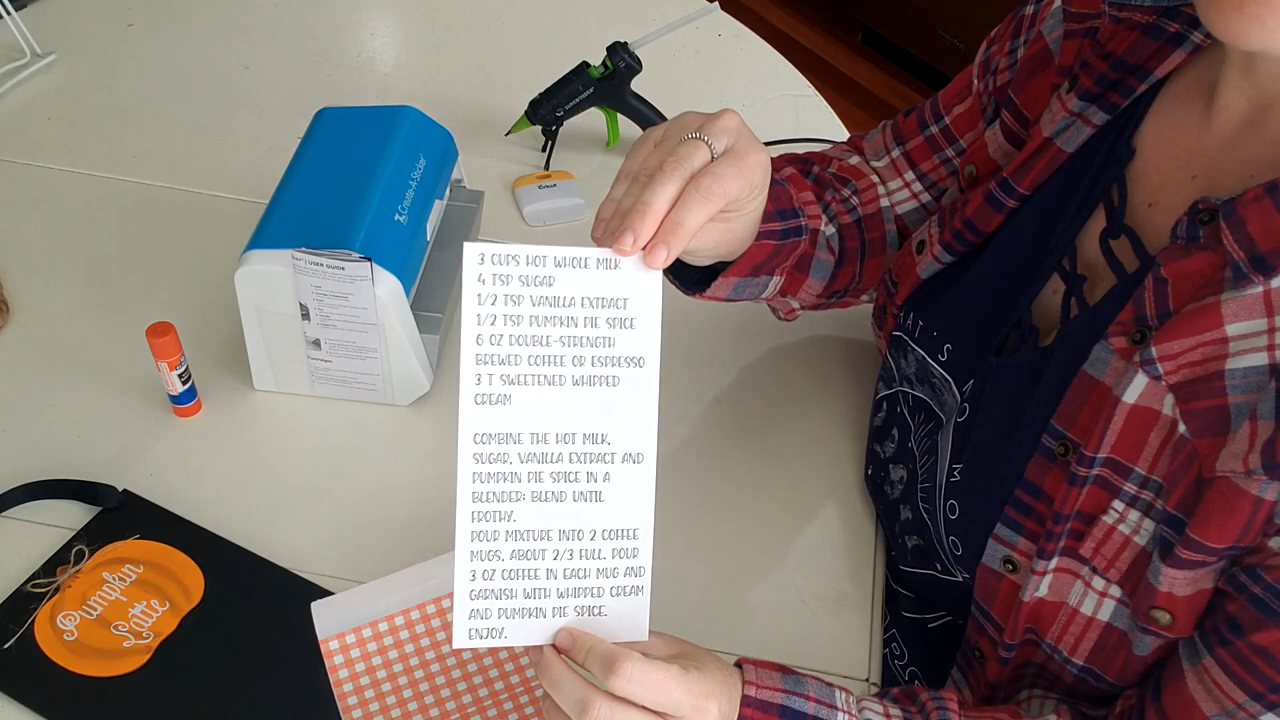 SUREBONDER
Cricut
Create-A-Sticker
USER GUIDE
3 CUPS HOT WHOLE MILK
4 TSP SUGAR
1/2 TSP VANILLA EXTRACT
1/2 TSP PUMPKIN PIE SPICE
6 OZ DOUBLE-STRENGTH
BREWED COFFEE OR ESPRESSO
3 T SWEETENED WHIPPED
CREAM
COMBINE THE HOT MILK,
SUGAR, VANILLA EXTRACT AND
PUMPKIN PIE SPICE IN A
BLENDER; BLEND UNTIL
FROTHY.
POUR MIXTURE INTO 2 COFFEE
MUGS, ABOUT 2/3 FULL. POUR
3 OZ COFFEE IN EACH MUG AND
GARNISH WITH WHIPPED CREAM
AND PUMPKIN PIE SPICE.
ENJOY.
Pumpkin
Latte